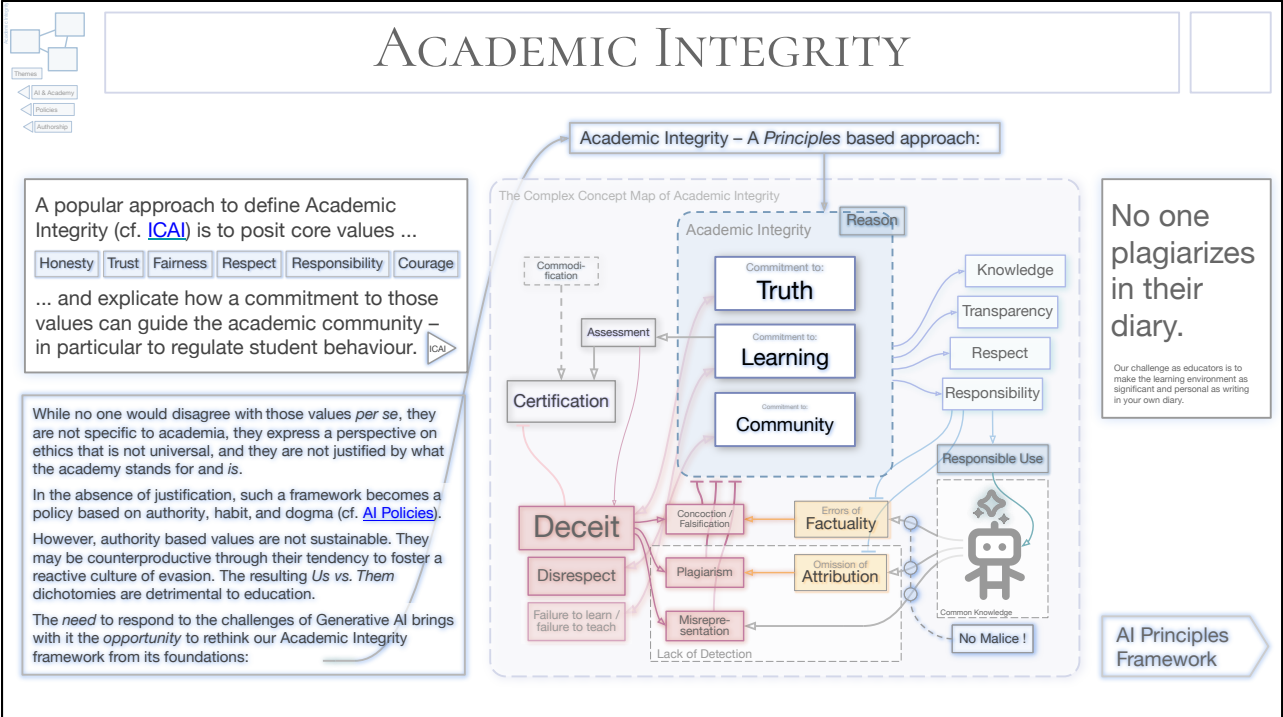 ACADEMIC INTEGRITY
Themes
AI & Academy
Policies
Authorship
Academic Integrity – A Principles based approach:
A popular approach to define Academic
Integrity (cf. ICAI) is to posit core values ...
Honesty Trust Fairness Respect Responsibility Courage
... and explicate how a commitment to those
values can guide the academic community –
in particular to regulate student behaviour.
ICAI
While no one would disagree with those values per se, they
are not specific to academia, they express a perspective on
ethics that is not universal, and they are not justified by what
the academy stands for and is.
In the absence of justification, such a framework becomes a
policy based on authority, habit, and dogma (cf. AI Policies).
However, authority based values are not sustainable. They
may be counterproductive through their tendency to foster a
reactive culture of evasion. The resulting Us vs. Them
dichotomies are detrimental to education.
The need to respond to the challenges of Generative AI brings
with it the opportunity to rethink our Academic Integrity
framework from its foundations:
The Complex Concept Map of Academic Integrity
Academic Integrity
Reason
Commitment to:
Truth
Commitment to:
Learning
Commitment to:
Community
Commodi-
fication
Assessment
Certification
Knowledge
Transparency
Respect
Responsibility
Responsible Use
Deceit
Disrespect
Failure to learn /
failure to teach
Concoction /
Falsification
Plagiarism
Misrepre-
sentation
Lack of Detection
Errors of
Factuality
Omission of
Attribution
Common Knowledge
No Malice !
No one
plagiarizes
in their
diary.
Our challenge as educators is to
make the learning environment as
significant and personal as writing
in your own diary.
AI Principles
Framework